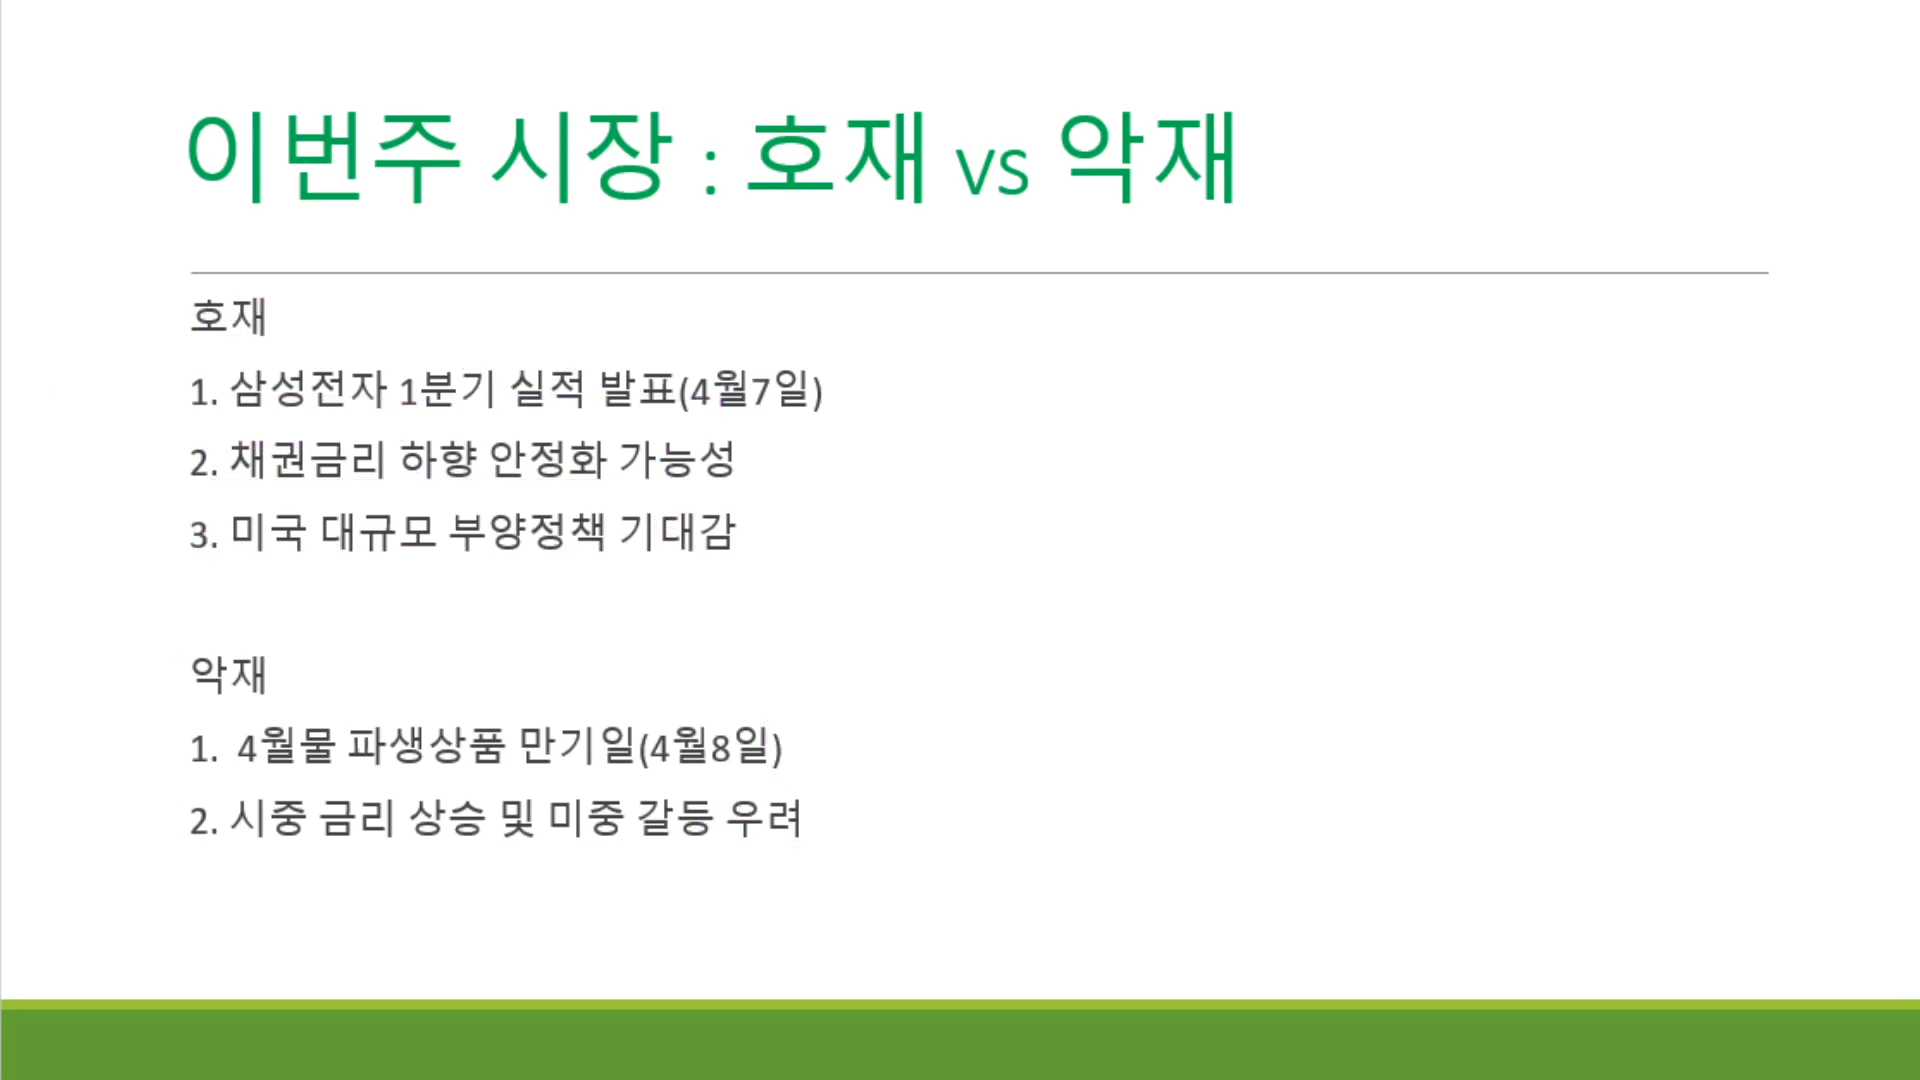 이번주 시장 : 호재 vs 악재
호재
1. 삼성전자 1분기 실적 발표(4월7일)
2. 채권금리 하향 안정화 가능성
3. 미국 대규모 부양정책 기대감
악재
1. 4월물 파생상품 만기일(4월8일)
2. 시중 금리 상승 및 미중 갈등 우려